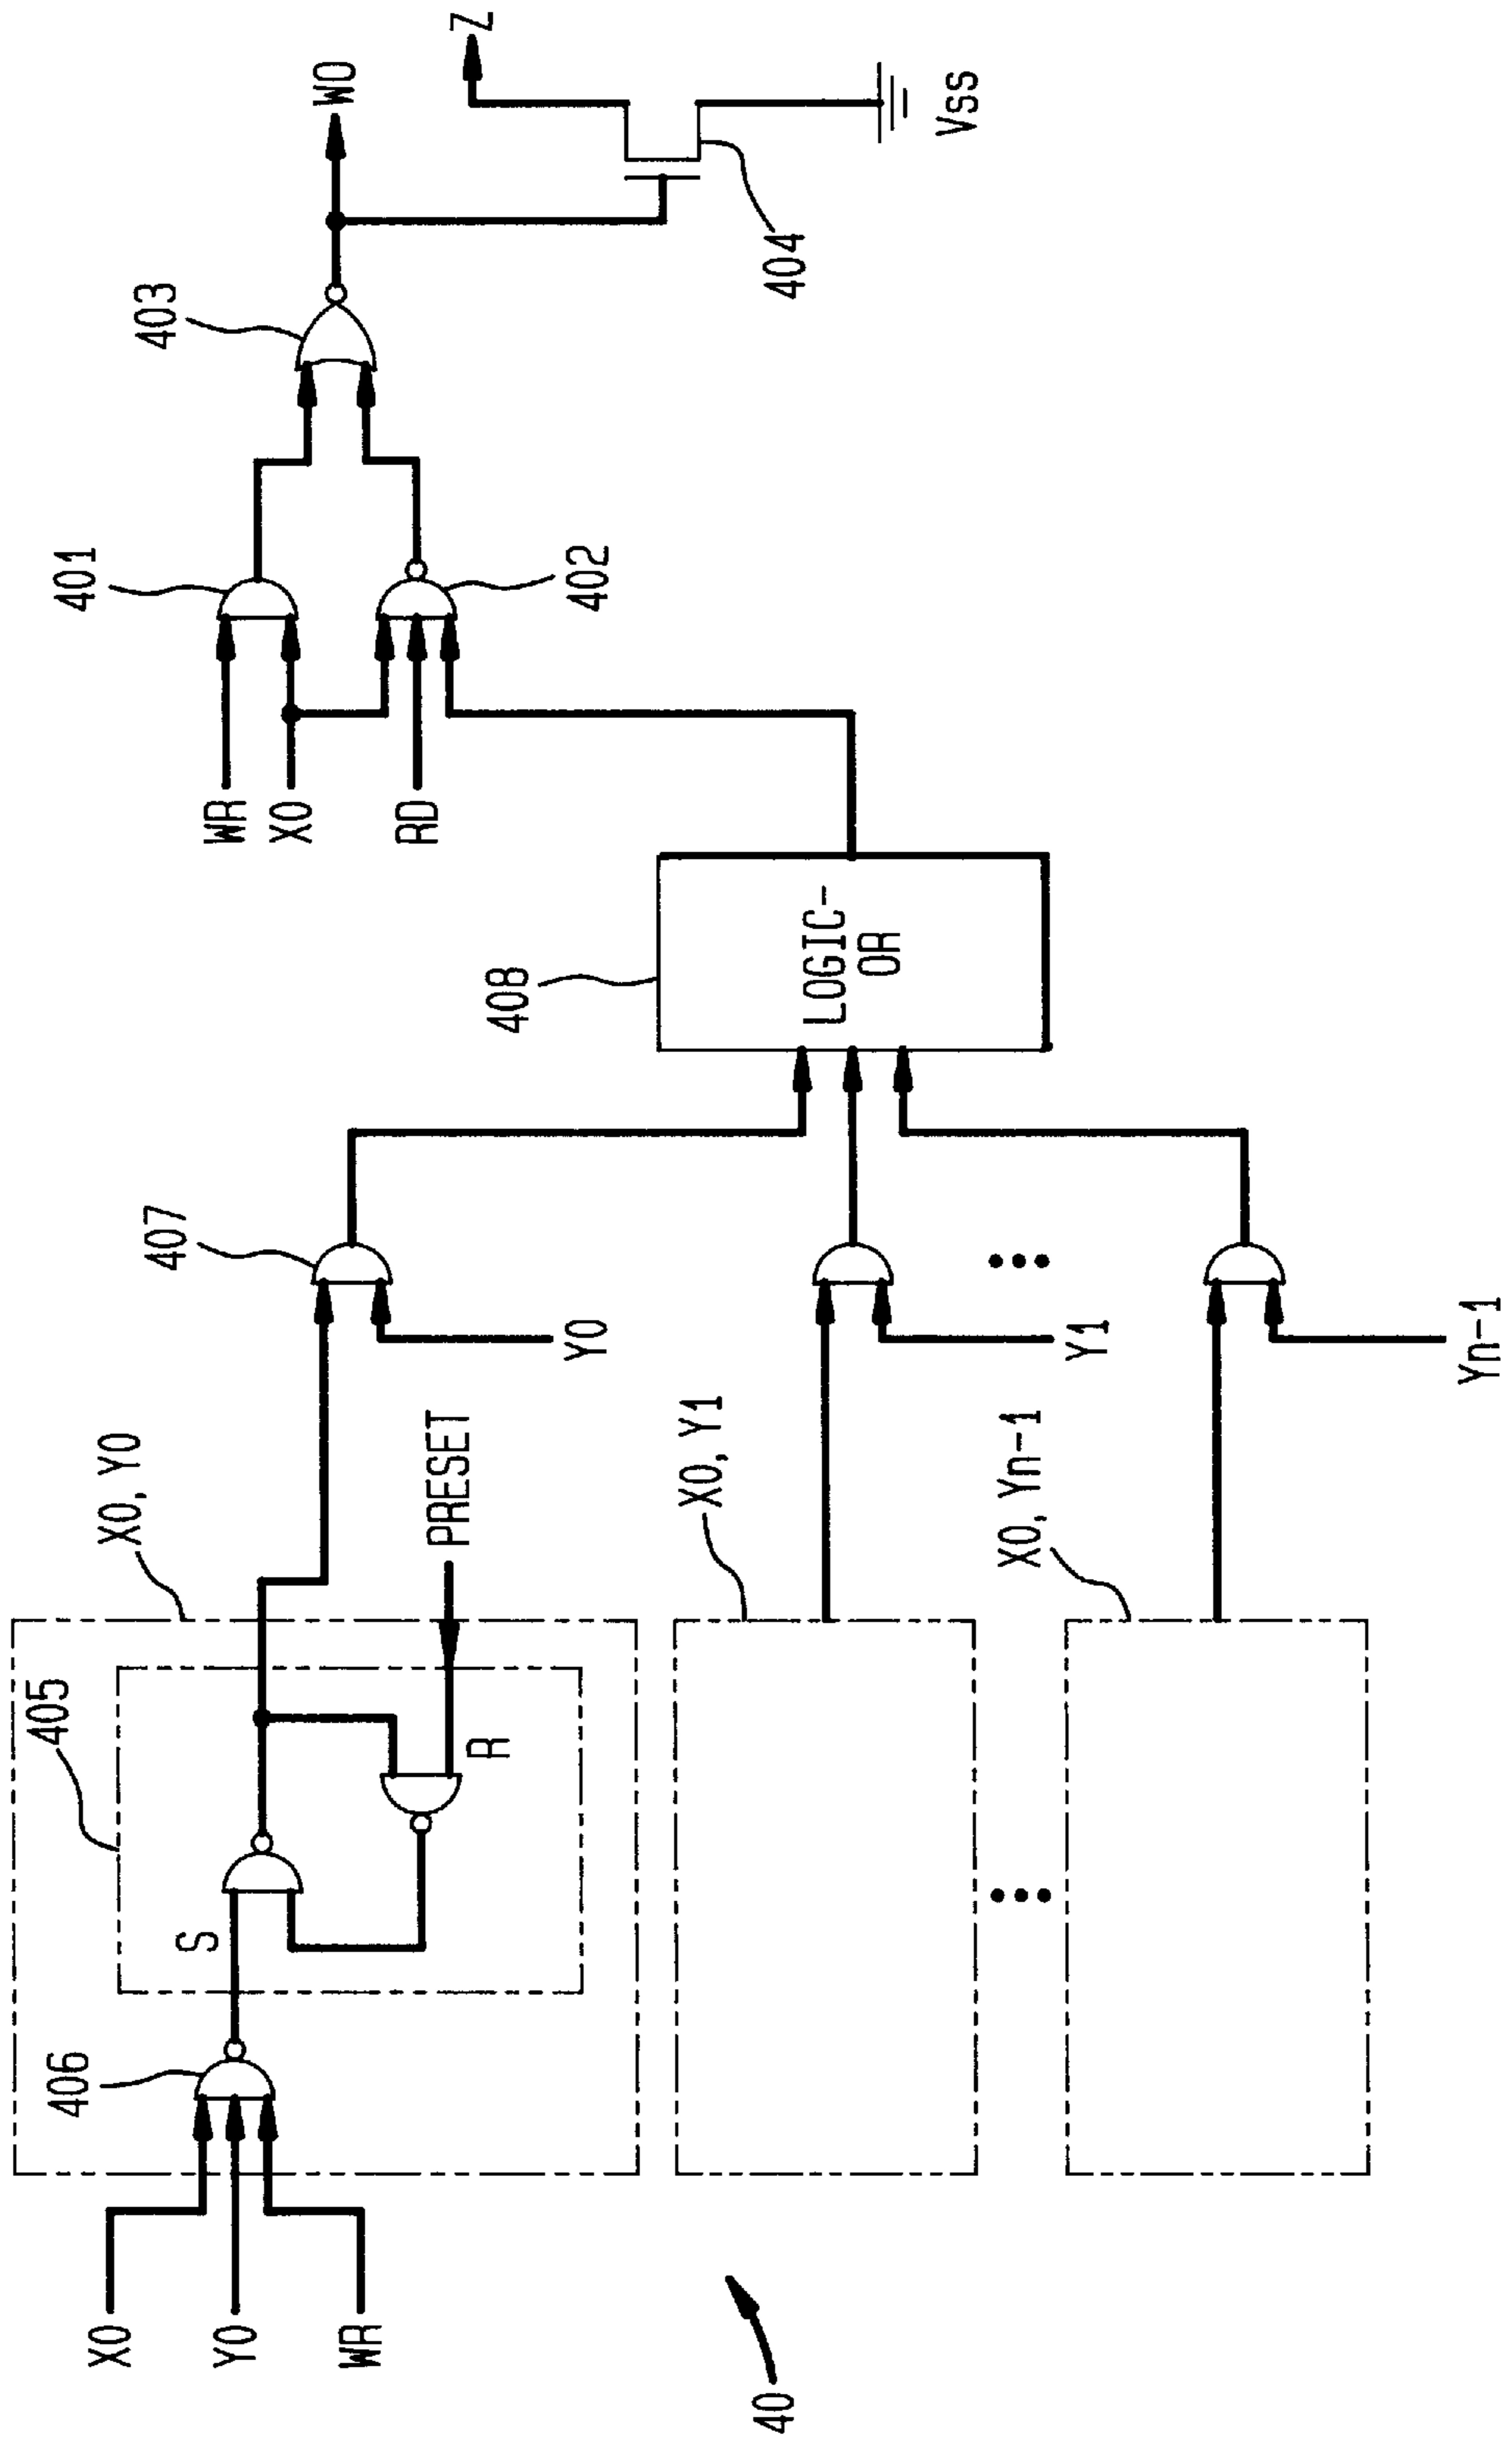 40
X0
Y0
WR
406
S
405
R
PRESET
X0, Y0
X0, Y1
X0, Yn-1
407
Y0
Y1
Yn-1
408
LOGIC-
OR
WR
X0
RD
401
402
403
404
W0
Z
Vss